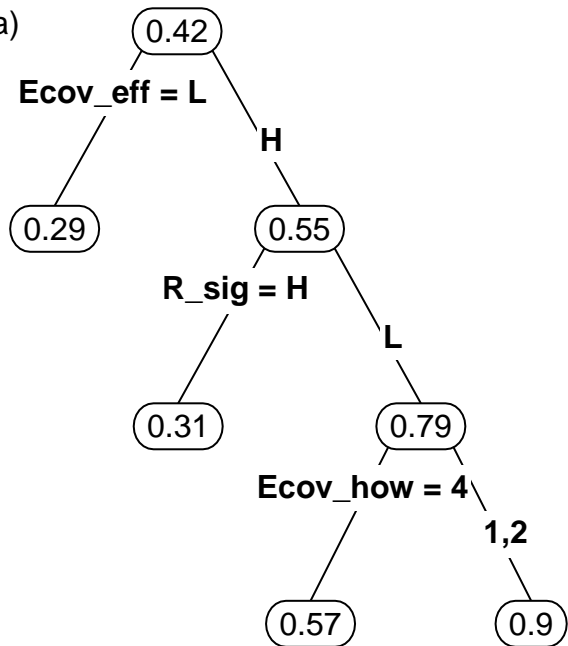 a)
0.42
Ecov_eff = L
H
0.29
0.55
R_sig = H
L
0.31
0.79
Ecov_how = 4
1,2
0.57
0.9